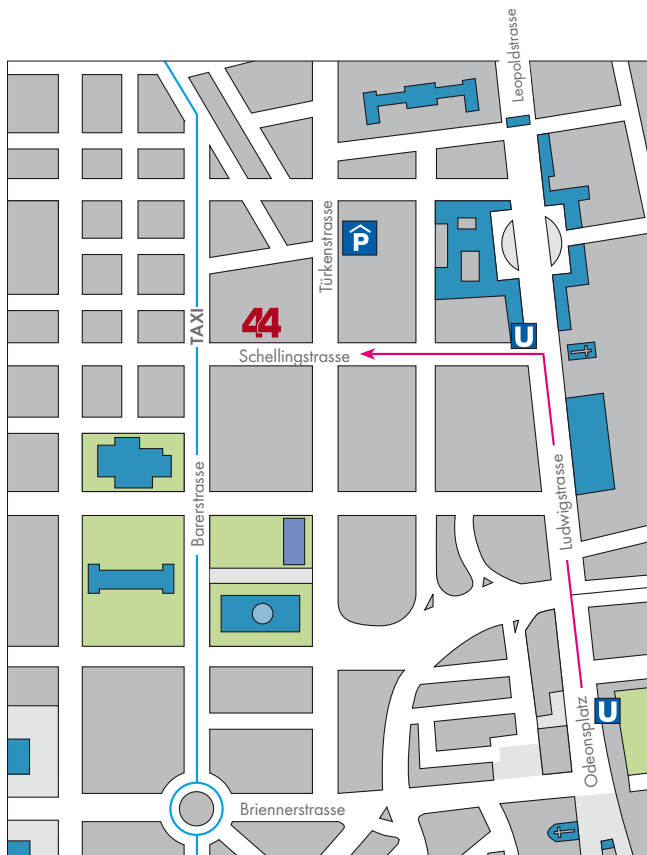 Leopoldstrasse
Türkenstrasse
P
TAXI
44
U
Schellingstrasse
Barerstrasse
Ludwigstrasse
U
Odeonsplatz
Briennerstrasse